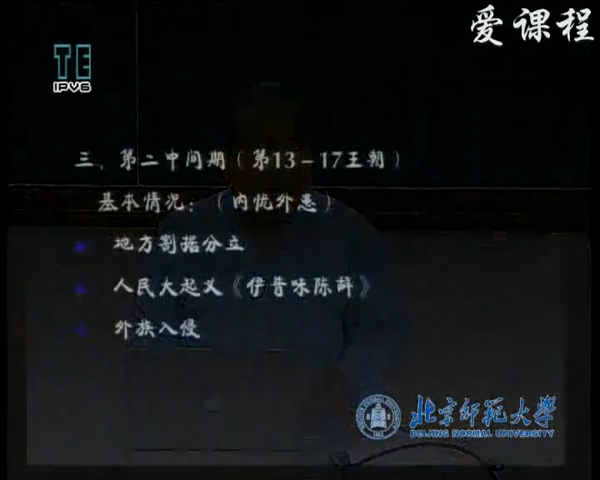 爱课程
TE
IPV6
三、第二中间期（第13-17王朝）
基本情况：（内忧外患）
地方割据分立
人民大起义《伊普味陈辞》
外族入侵
北京师范大学
BEIJING NORMAL UNIVERSITY